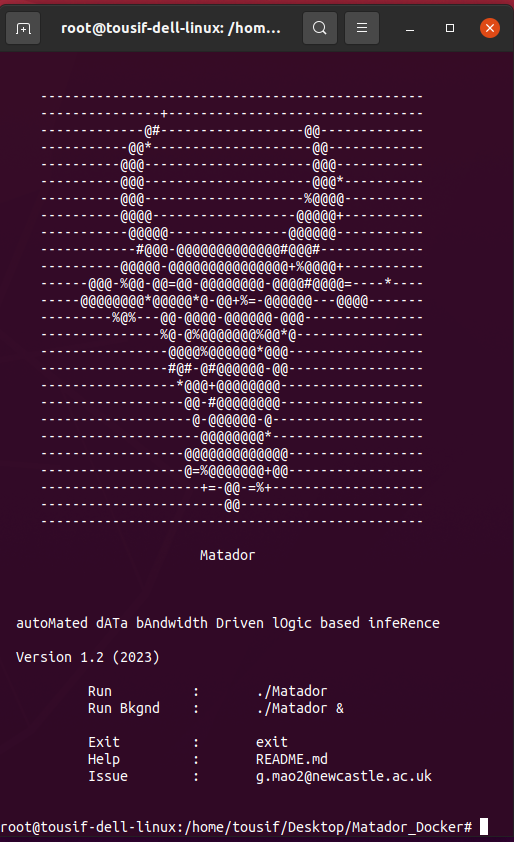 root@tousif-dell-linux: /hom...
------------------------------------------------
---------------+--------------------------------
-------------@#------------------@@-------------
-----------@@*--------------------@@------------
----------@@@---------------------@@@-----------
----------@@@---------------------@@@*----------
----------@@@--------------------%@@@@----------
----------@@@@------------------@@@@@+----------
-----------@@@@@---------------@@@@@@-----------
------------#@@@-@@@@@@@@@@@@@#@@@#-------------
----------@@@@@-@@@@@@@@@@@@@@@+%@@@@+----------
------@@@-%@@-@@=@@-@@@@@@@@-@@@@#@@@@=----*----
-----@@@@@@@@*@@@@@*@-@@+%=-@@@@@@---@@@@-------
---------%@%---@@-@@@@-@@@@@@-@@@---------------
---------------%@-@%@@@@@@@%@@*@----------------
----------------@@@@%@@@@@@*@@@-----------------
----------------#@#-@#@@@@@@-@@-----------------
-----------------*@@@+@@@@@@@@------------------
------------------@@-#@@@@@@@@------------------
-------------------@-@@@@@@-@-------------------
--------------------@@@@@@@@*-------------------
------------------@@@@@@@@@@@@@-----------------
------------------@=%@@@@@@@+@@-----------------
--------------------+=-@@-=%+-------------------
-----------------------@@-----------------------
------------------------------------------------
Matador
autoMated dATa bAndwidth Driven lOgic based infeRence
Version 1.2 (2023)
Run : ./Matador
Run Bkgnd : ./Matador &
Exit : exit
Help : README.md
Issue : g.mao2@newcastle.ac.uk
root@tousif-dell-linux:/home/tousif/Desktop/Matador_Docker#